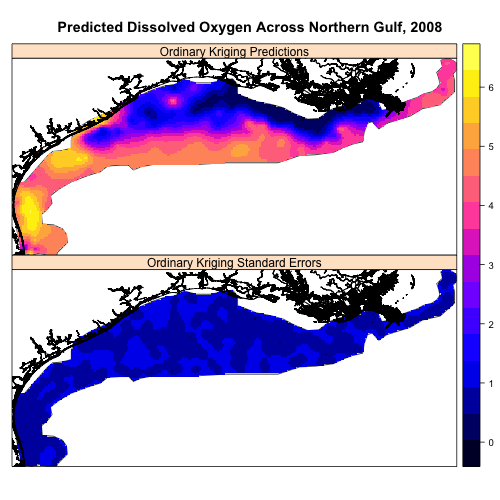 Predicted Dissolved Oxygen Across Northern Gulf, 2008
Ordinary Kriging Predictions
Ordinary Kriging Standard Errors
6
5
4
3
2
1
0